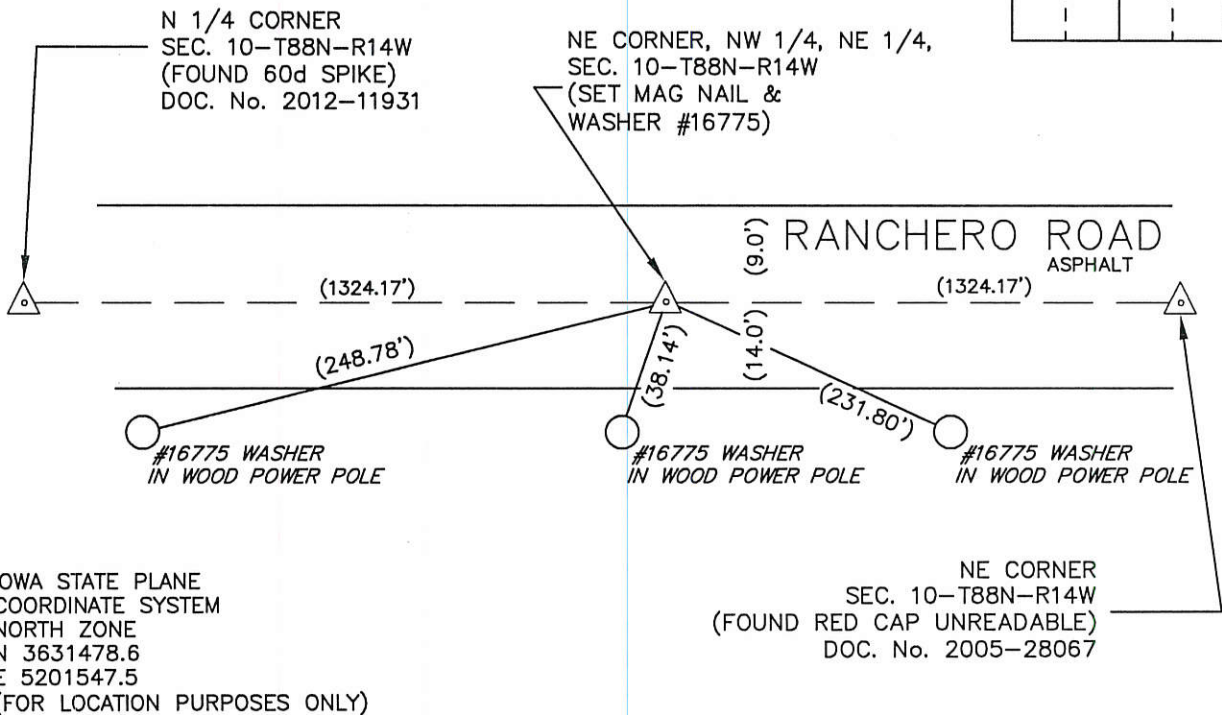 N 1/4 CORNER
SEC. 10-T88N-R14W
(FOUND 60d SPIKE)
DOC. No. 2012-11931
NE CORNER, NW 1/4, NE 1/4,
SEC. 10-T88N-R14W
(SET MAG NAIL &
WASHER #16775)
(9.0')
RANCHERO ROAD
ASPHALT
(1324.17')
(1324.17')
(248.78')
(38.14')
(14.0')
(231.80')
#16775 WASHER
IN WOOD POWER POLE
#16775 WASHER
IN WOOD POWER POLE
#16775 WASHER
IN WOOD POWER POLE
OWA STATE PLANE
COORDINATE SYSTEM
NORTH ZONE
N 3631478.6
E 5201547.5
(FOR LOCATION PURPOSES ONLY)
NE CORNER
SEC. 10-T88N-R14W
(FOUND RED CAP UNREADABLE)
DOC. No. 2005-28067